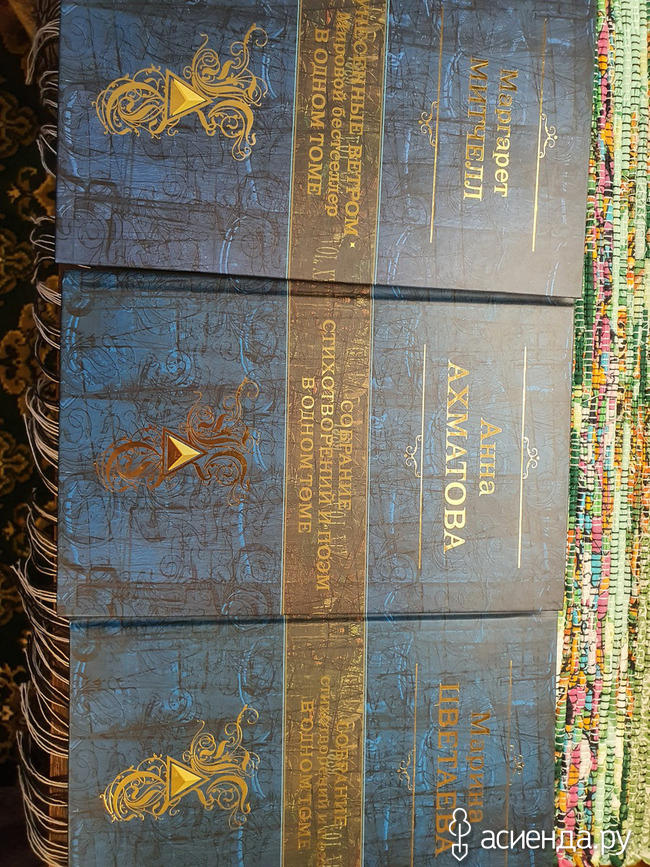 Маргарет
МИТЧЕЛЛ
УНЕСЕННЫЕ ВЕТРОМ
Мировой бестселлер
В ОДНОМ ТОМЕ
Анна
АХМАТОВА
СОБРАНИЕ
СТИХОТВОРЕНИЙ И ПОЭМ
В ОДНОМ ТОМЕ
Марина
ЦВЕТАЕВА
СОБРАНИЕ
СТИХОТВОРЕНИЙ И
В ОДНОМ ТОМЕ
асиенда.ру